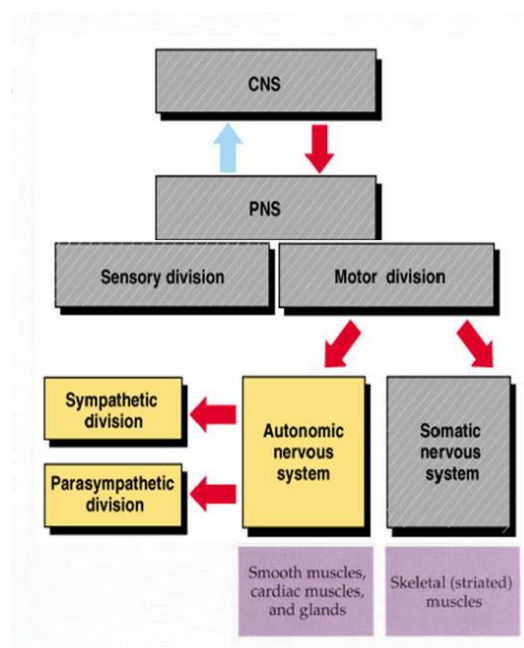 CNS
PNS
Sensory division
Motor division
Sympathetic
division
Parasympathetic
division
Autonomic
nervous
system
Somatic
nervous
system
Smooth muscles,
cardiac muscles,
and glands
Skeletal (striated)
muscles